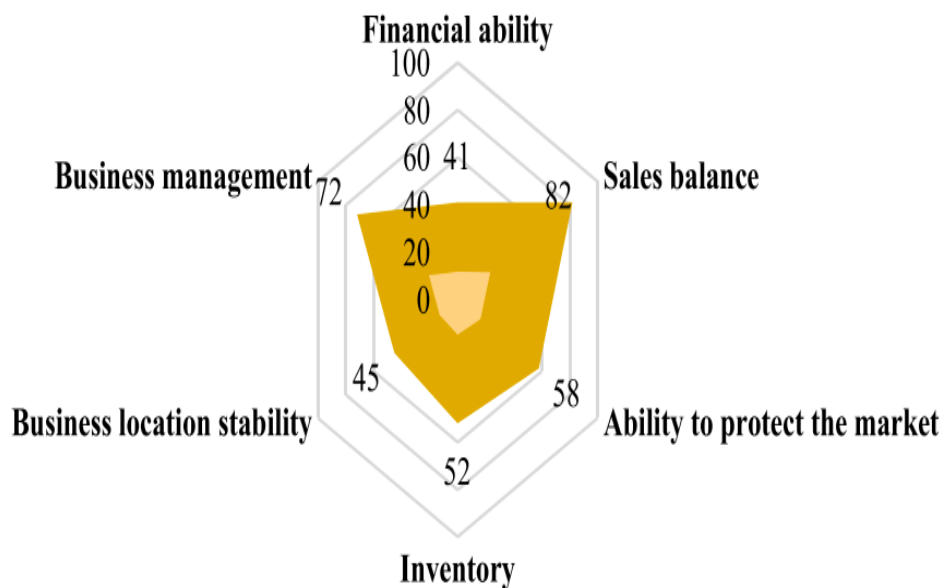 Financial ability
100
80
60 41
Business management
Sales balance
72
82
40
20
0
45
58
Business location stability
Ability to protect the market
52
Inventory